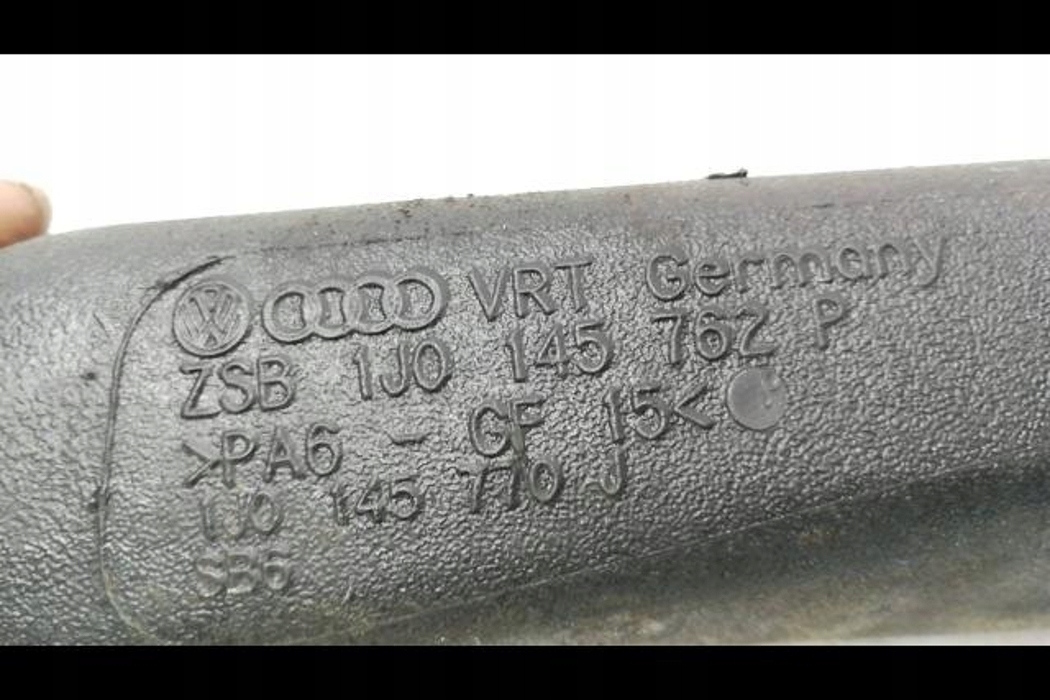 VRT Germany
ZSB 1J0 145 762 P
>PA6 - GF 15<
1J0 145 770 J
SB6